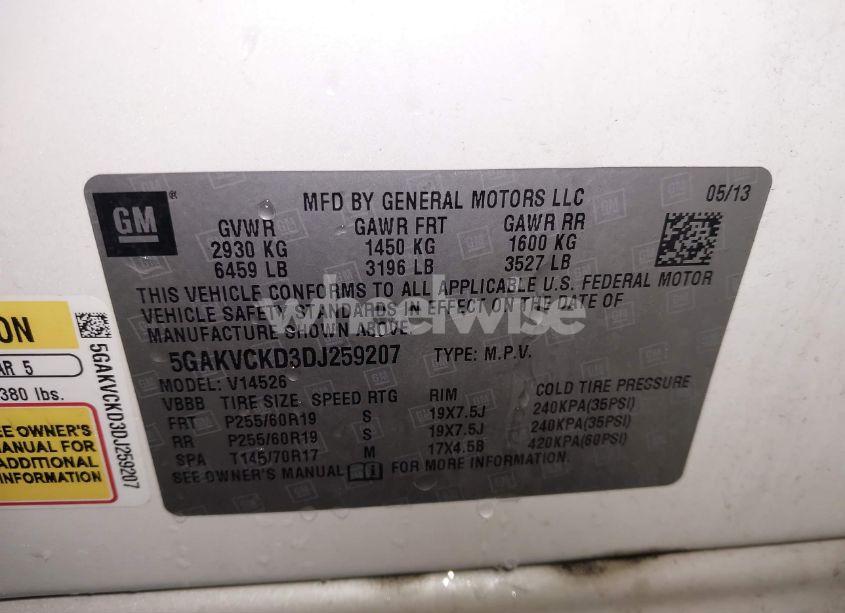 GM
®
MFD BY GENERAL MOTORS LLC
05/13
GVWR GAWR FRT GAWR RR
2930 KG 1450 KG 1600 KG
6459 LB 3196 LB 3527 LB
THIS VEHICLE CONFORMS TO ALL APPLICABLE U.S. FEDERAL MOTOR
VEHICLE SAFETY STANDARDS IN EFFECT ON THE DATE OF
MANUFACTURE SHOWN ABOVE.
wheelwise
5GAKVCKD3DJ259207 TYPE: M.P.V.
MODEL: V14526
VBBB TIRE SIZE SPEED RTG RIM COLD TIRE PRESSURE
FRT P255/60R19 S 19X7.5J 240KPA(35PSI)
RR P255/60R19 S 19X7.5J 240KPA(35PSI)
SPA T145/70R17 M 17X4.5B 420KPA(60PSI)
SEE OWNER'S MANUAL FOR MORE INFORMATION.
ON
AR 5
380 lbs.
EE OWNER'S
MANUAL FOR
ADDITIONAL
INFORMATION
5GAKVCKD3DJ259207